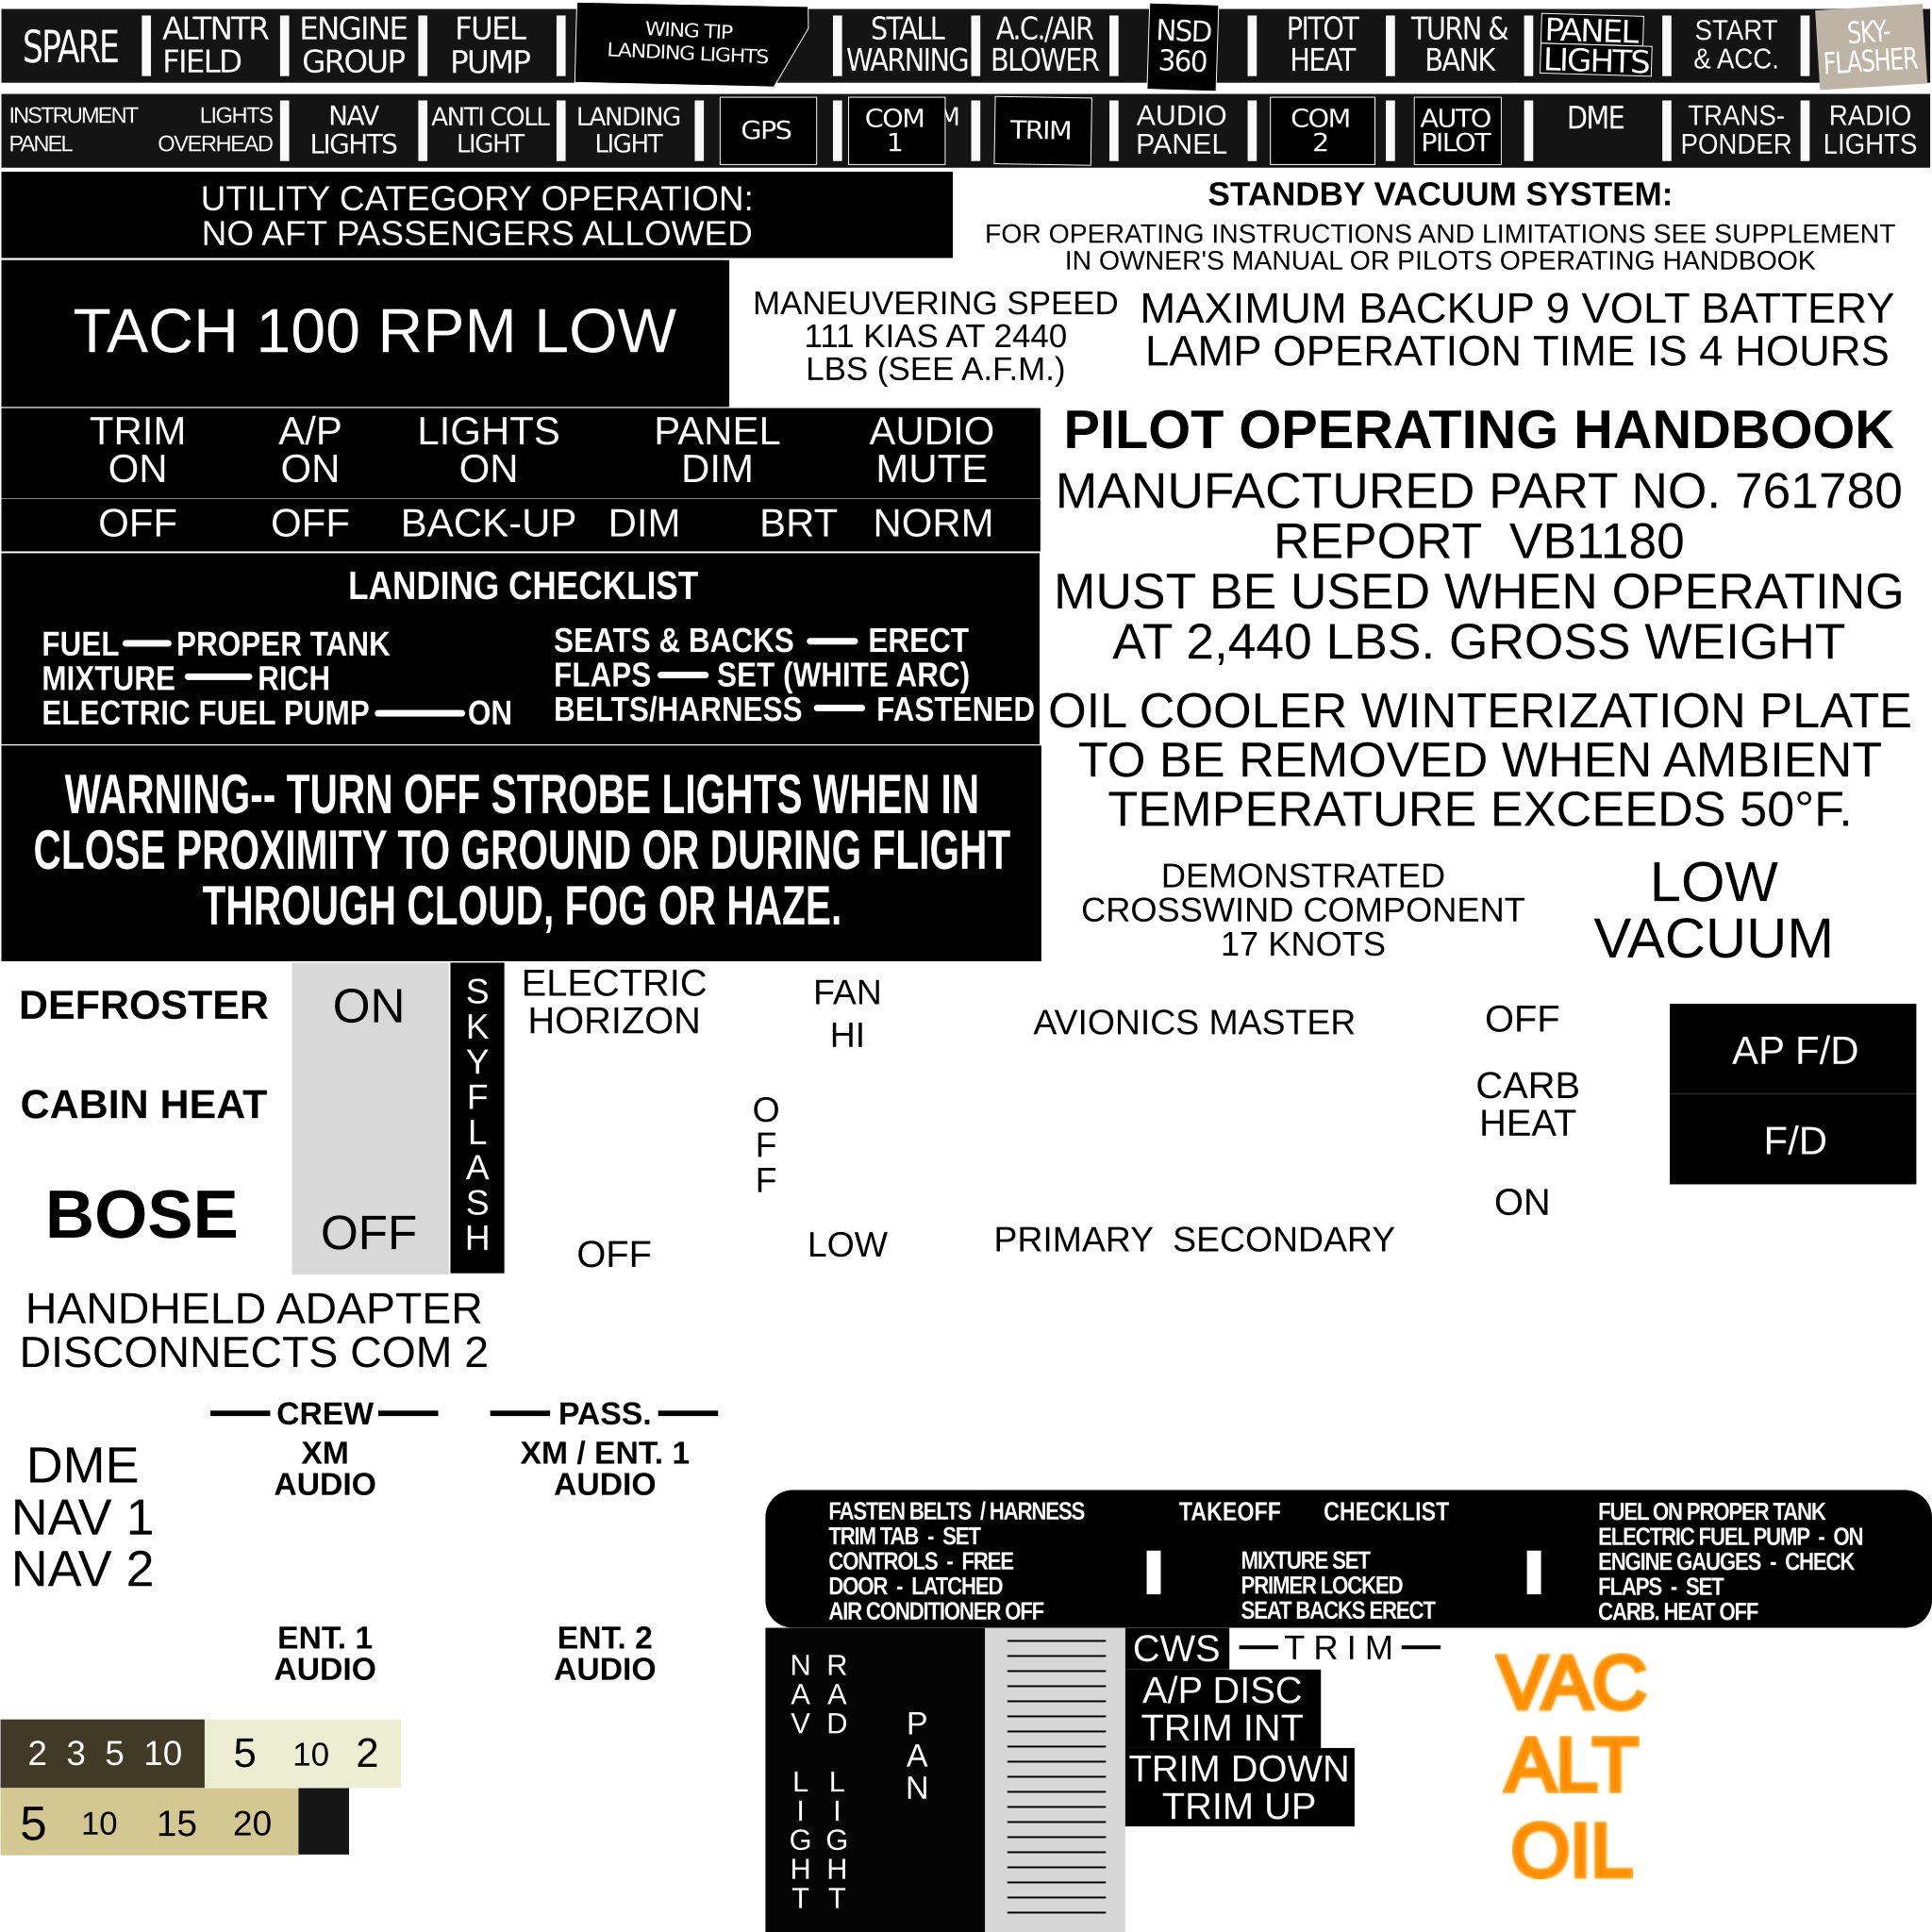 SPARE
ALTNTR
FIELD
ENGINE
GROUP
FUEL
PUMP
WING TIP
LANDING LIGHTS
STALL
WARNING
A.C./AIR
BLOWER
NSD
360
PITOT
HEAT
TURN &
BANK
PANEL
LIGHTS
START
& ACC.
SKY-
FLASHER
INSTRUMENT
PANEL
LIGHTS
OVERHEAD
NAV
LIGHTS
ANTI COLL
LIGHT
LANDING
LIGHT
GPS
COM
1
M
TRIM
AUDIO
PANEL
COM
2
AUTO
PILOT
DME
TRANS-
PONDER
RADIO
LIGHTS
UTILITY CATEGORY OPERATION:
NO AFT PASSENGERS ALLOWED
STANDBY VACUUM SYSTEM:
FOR OPERATING INSTRUCTIONS AND LIMITATIONS SEE SUPPLEMENT
IN OWNER'S MANUAL OR PILOTS OPERATING HANDBOOK
TACH 100 RPM LOW
MANEUVERING SPEED
111 KIAS AT 2440
LBS (SEE A.F.M.)
MAXIMUM BACKUP 9 VOLT BATTERY
LAMP OPERATION TIME IS 4 HOURS
TRIM
ON
A/P
ON
LIGHTS
ON
PANEL
DIM
AUDIO
MUTE
OFF
OFF
BACK-UP
DIM
BRT
NORM
PILOT OPERATING HANDBOOK
MANUFACTURED PART NO. 761780
REPORT VB1180
MUST BE USED WHEN OPERATING
AT 2,440 LBS. GROSS WEIGHT
LANDING CHECKLIST
FUEL — PROPER TANK
MIXTURE — RICH
ELECTRIC FUEL PUMP — ON
SEATS & BACKS — ERECT
FLAPS — SET (WHITE ARC)
BELTS/HARNESS — FASTENED
OIL COOLER WINTERIZATION PLATE
TO BE REMOVED WHEN AMBIENT
TEMPERATURE EXCEEDS 50°F.
WARNING-- TURN OFF STROBE LIGHTS WHEN IN
CLOSE PROXIMITY TO GROUND OR DURING FLIGHT
THROUGH CLOUD, FOG OR HAZE.
DEMONSTRATED
CROSSWIND COMPONENT
17 KNOTS
LOW
VACUUM
DEFROSTER
CABIN HEAT
BOSE
ON
OFF
SKYFLASH
ELECTRIC
HORIZON
OFF
FAN
HI
OFF
LOW
AVIONICS MASTER
PRIMARY SECONDARY
OFF
CARB
HEAT
ON
AP F/D
F/D
HANDHELD ADAPTER
DISCONNECTS COM 2
— CREW —
XM
AUDIO
— PASS. —
XM / ENT. 1
AUDIO
DME
NAV 1
NAV 2
ENT. 1
AUDIO
ENT. 2
AUDIO
FASTEN BELTS / HARNESS
TRIM TAB - SET
CONTROLS - FREE
DOOR - LATCHED
AIR CONDITIONER OFF
TAKEOFF CHECKLIST
MIXTURE SET
PRIMER LOCKED
SEAT BACKS ERECT
FUEL ON PROPER TANK
ELECTRIC FUEL PUMP - ON
ENGINE GAUGES - CHECK
FLAPS - SET
CARB. HEAT OFF
NAV LIGHT
RAD LIGHT
PAN
CWS
— TRIM —
A/P DISC
TRIM INT
TRIM DOWN
TRIM UP
VAC
ALT
OIL
2 3 5 10
5 10 2
5 10 15 20